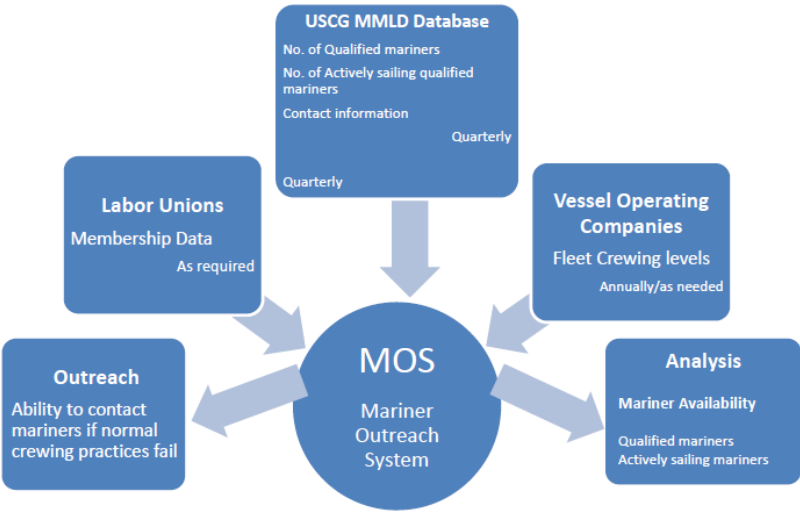 USCG MMLD Database
No. of Qualified mariners
No. of Actively sailing qualified
mariners
Contact information
Quarterly
Quarterly
Labor Unions
Membership Data
As required
Vessel Operating
Companies
Fleet Crewing levels
Annually/as needed
Outreach
Ability to contact
mariners if normal
crewing practices fail
MOS
Mariner
Outreach
System
Analysis
Mariner Availability
Qualified mariners
Actively sailing mariners